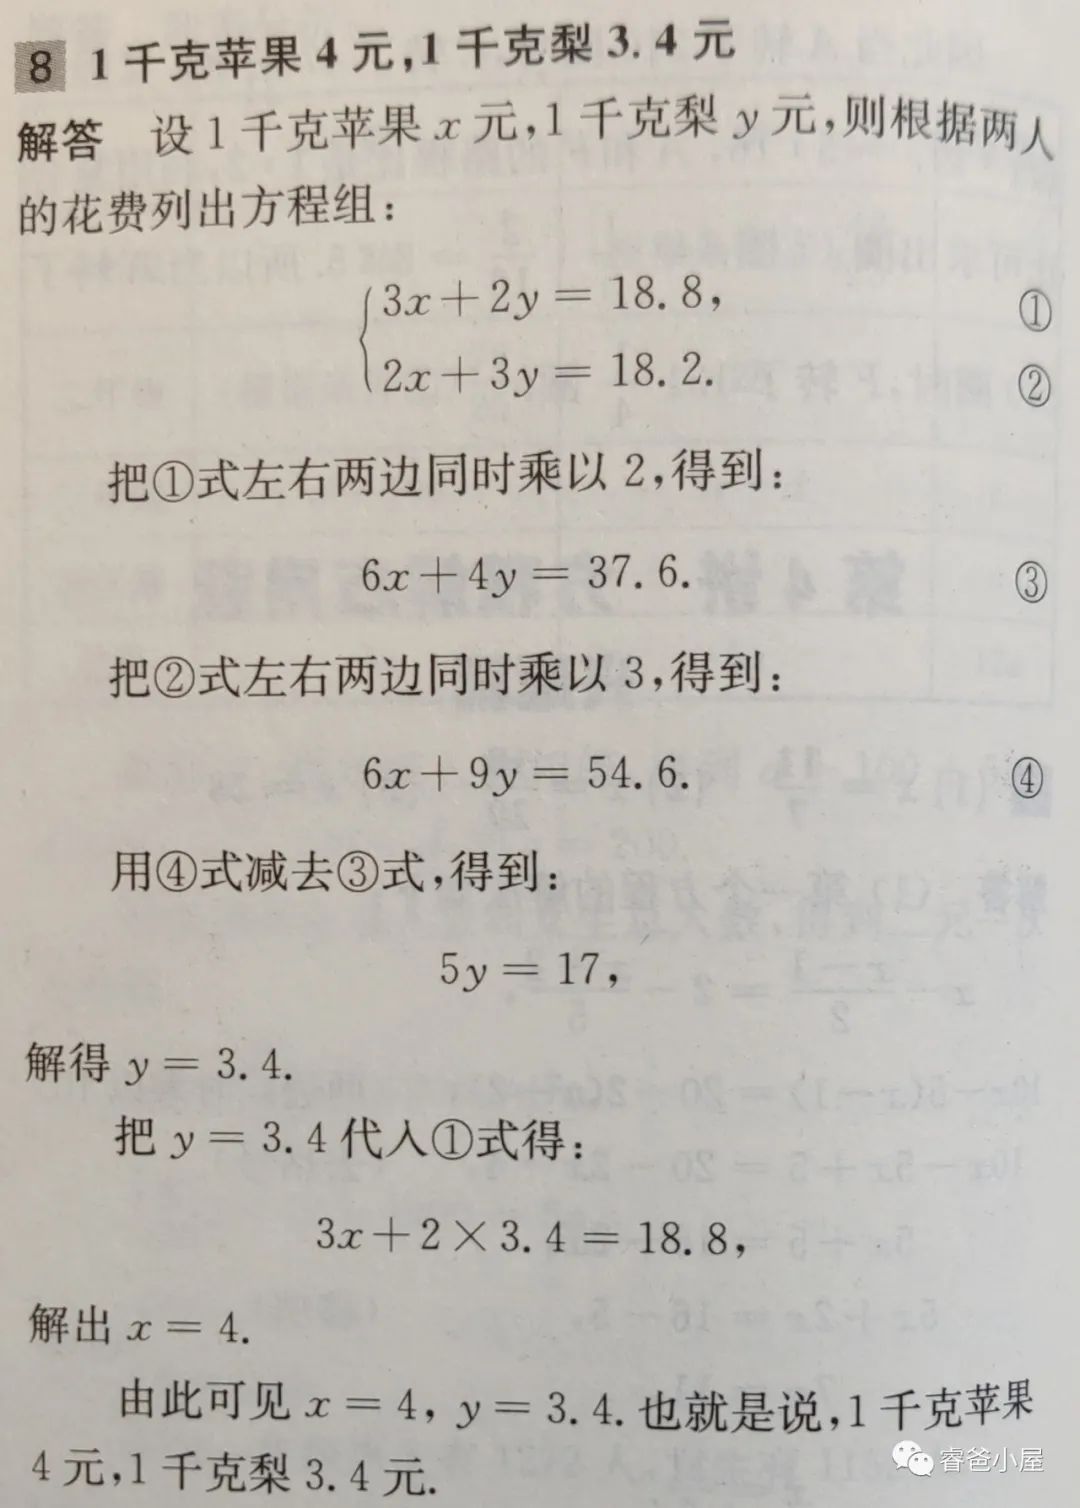 8 1千克苹果4元,1千克梨3.4元
解答 设1千克苹果x元,1千克梨y元,则根据两人
的花费列出方程组:
3x+2y=18.8, ①
2x+3y=18.2. ②
把①式左右两边同时乘以2,得到:
6x+4y=37.6. ③
把②式左右两边同时乘以3,得到:
6x+9y=54.6. ④
用④式减去③式,得到:
5y=17,
解得y=3.4.
把y=3.4代入①式得:
3x+2×3.4=18.8,
解出x=4.
由此可见x=4,y=3.4.也就是说,1千克苹果
4元,1千克梨3.4元.
睿爸小屋